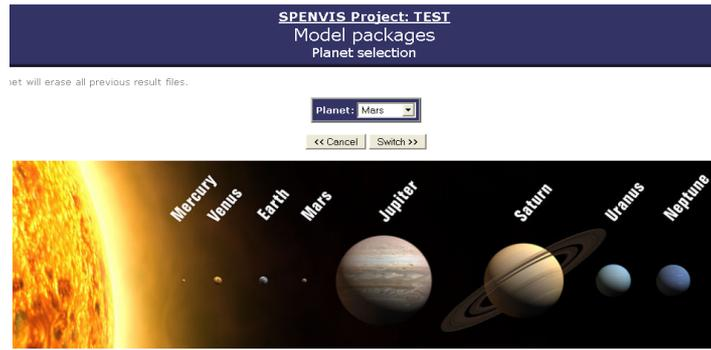 SPENVIS Project: TEST
Model packages
Planet selection
will erase all previous result files.
Planet: Mars
<< Cancel Switch >>
Mercury Venus Earth Mars Jupiter Saturn Uranus Neptune